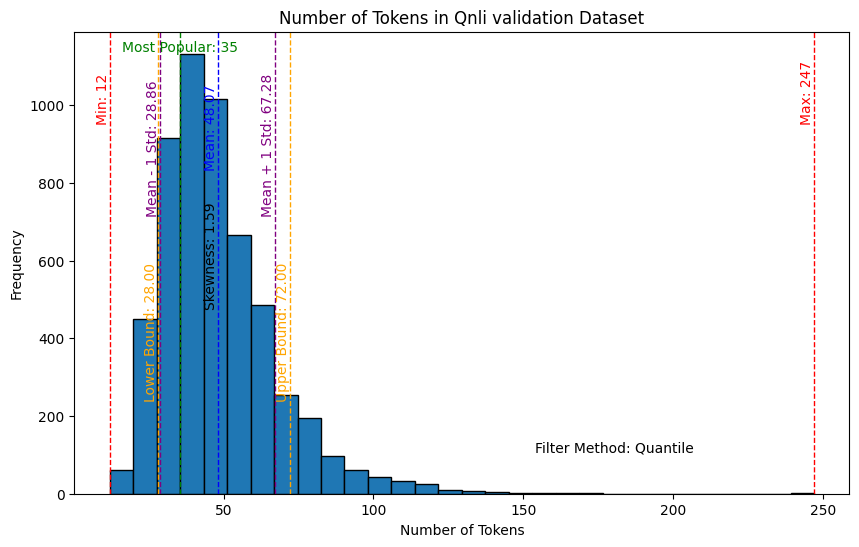 Number of Tokens in Qnli validation Dataset
Most Popular: 35
Min: 12
Mean - 1 Std: 28.86
Mean: 48.07
Mean + 1 Std: 67.28
Max: 247
Skewness: 1.59
Lower Bound: 28.00
Upper Bound: 72.00
Filter Method: Quantile
Frequency
1000
800
600
400
200
0
50
100
150
200
250
Number of Tokens